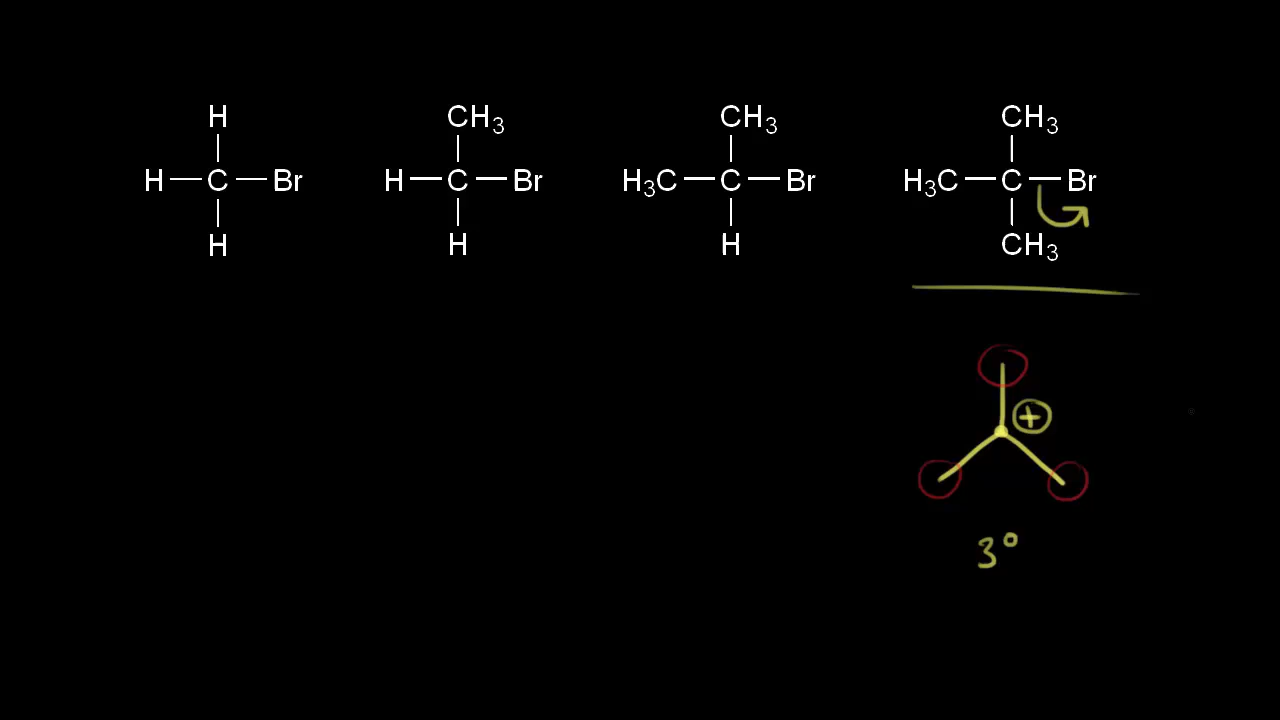 H CH₃ CH₃ CH₃
H—C—Br H—C—Br H₃C—C—Br H₃C—C—Br
H H H CH₃
+
3°